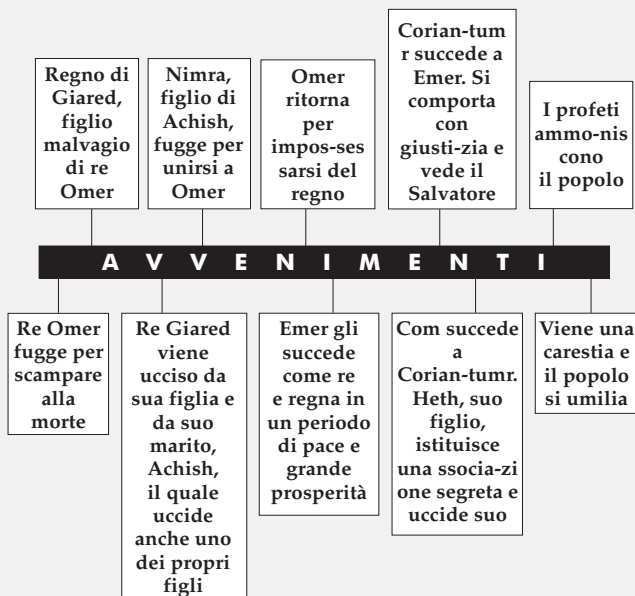 Regno di
Giared,
figlio
malvagio
di re
Omer
Nimra,
figlio di
Achish,
fugge per
unirsi a
Omer
Omer
ritorna
per
impos-ses
sarsi del
regno
Corian-tum
r succede a
Emer. Si
comporta
con
giusti-zia e
vede il
Salvatore
I profeti
ammo-nis
cono
il popolo
AVVENIMENTI
Re Omer
fugge per
scampare
alla
morte
Re Giared
viene
ucciso da
sua figlia e
da suo
marito,
Achish,
il quale
uccide
anche uno
dei propri
figli
Emer gli
succede
come re
e regna in
un periodo
di pace e
grande
prosperità
Com succede
a
Corian-tumr.
Heth, suo
figlio,
istituisce
una ssocia-zi
one segreta e
uccide suo
Viene una
carestia e
il popolo
si umilia